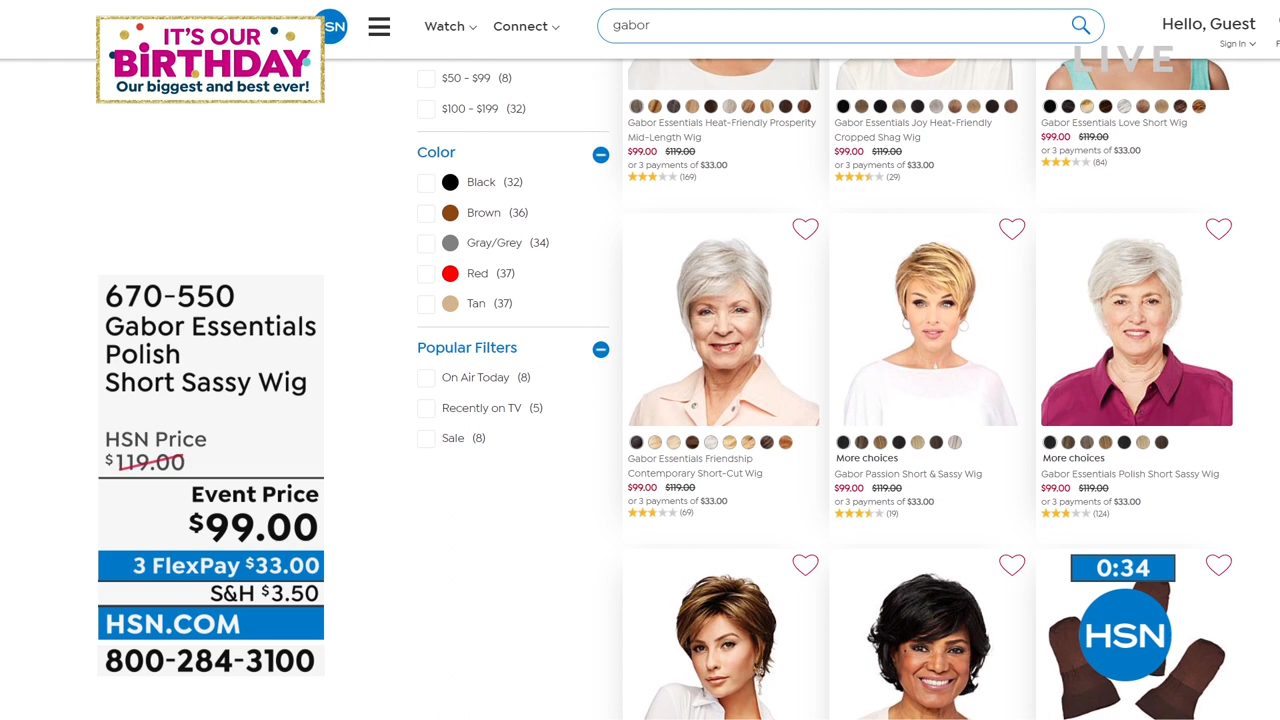 IT'S OUR
BiRTHDAY
Our biggest and best ever!
SN
Watch
Connect
gabor
Hello, Guest
Sign In
F
LIVE
$50 - $99 (8)
$100 - $199 (32)
Color
Black (32)
Brown (36)
Gray/Grey (34)
Red (37)
Tan (37)
Popular Filters
On Air Today (8)
Recently on TV (5)
Sale (8)
Gabor Essentials Heat-Friendly Prosperity
Mid-Length Wig
$99.00 $119.00
or 3 payments of $33.00
(169)
Gabor Essentials Joy Heat-Friendly
Cropped Shag Wig
$99.00 $119.00
or 3 payments of $33.00
(29)
Gabor Essentials Love Short Wig
$99.00 $119.00
or 3 payments of $33.00
(84)
Gabor Essentials Friendship
Contemporary Short-Cut Wig
$99.00 $119.00
or 3 payments of $33.00
(69)
More choices
Gabor Passion Short & Sassy Wig
$99.00 $119.00
or 3 payments of $33.00
(19)
More choices
Gabor Essentials Polish Short Sassy Wig
$99.00 $119.00
or 3 payments of $33.00
(124)
670-550
Gabor Essentials
Polish
Short Sassy Wig
HSN Price
$119.00
Event Price
$99.00
3 FlexPay $33.00
S&H $3.50
HSN.COM
800-284-3100
0:34
HSN